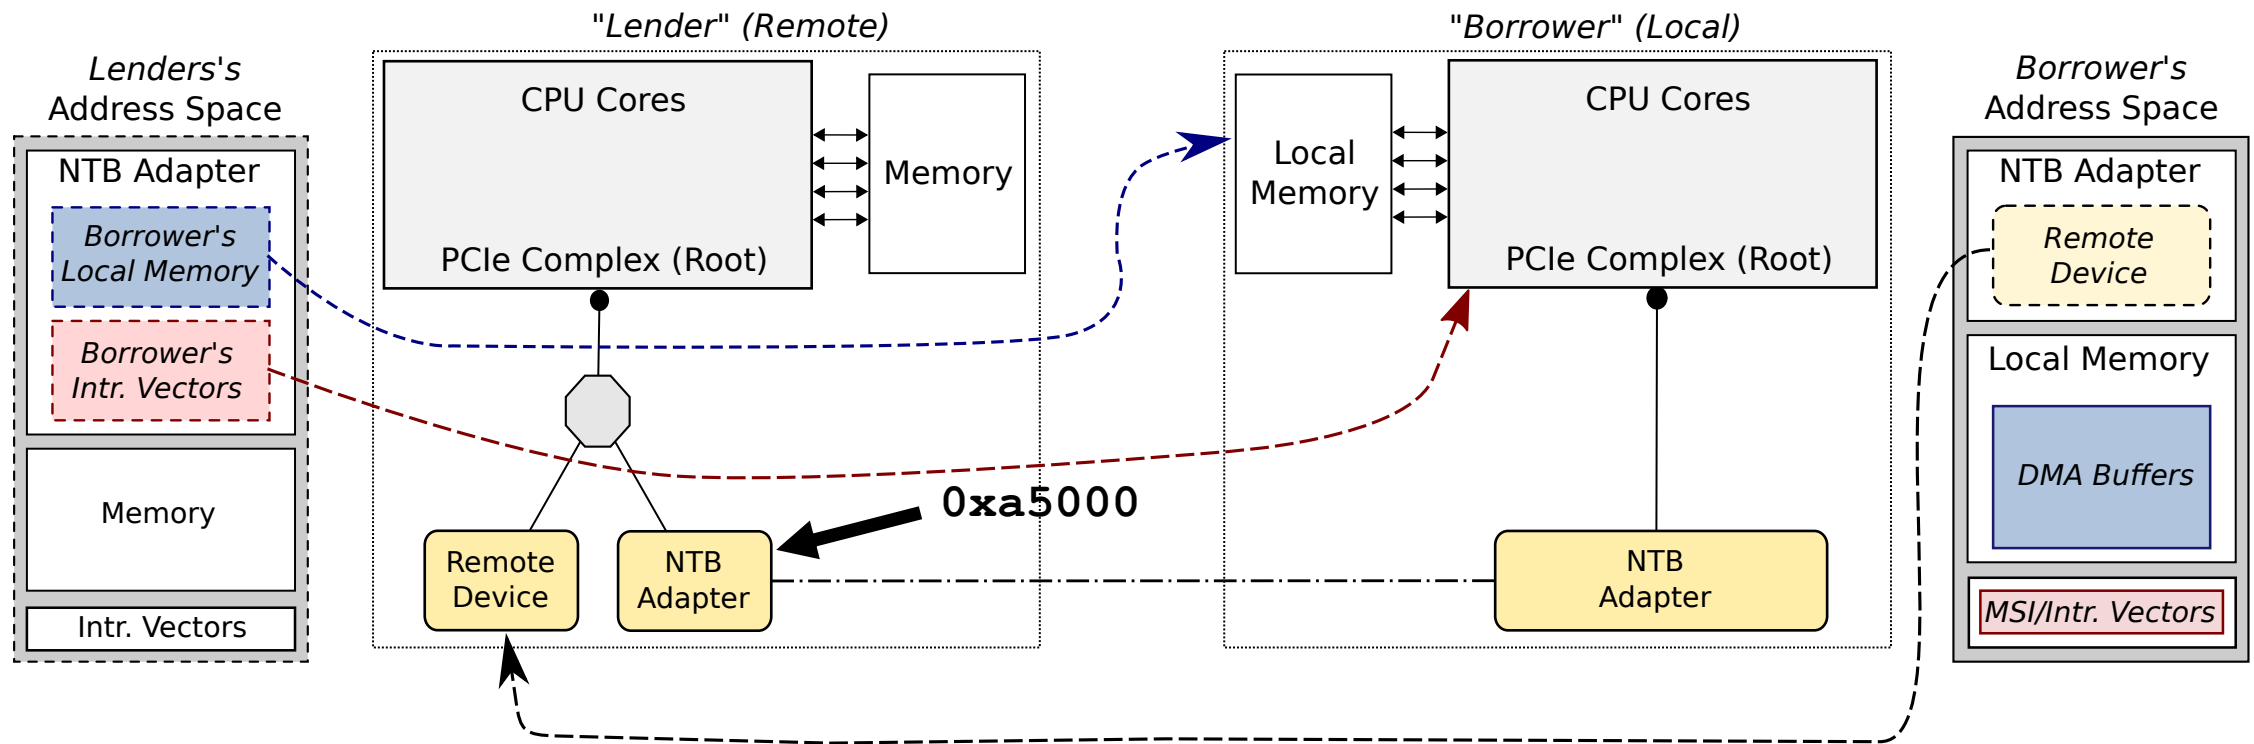 "Lender" (Remote)
"Borrower" (Local)
Lenders's
Address Space
NTB Adapter
Borrower's
Local Memory
Borrower's
Intr. Vectors
Memory
Intr. Vectors
CPU Cores
PCIe Complex (Root)
Memory
Remote
Device
NTB
Adapter
0xa5000
Local
Memory
CPU Cores
PCIe Complex (Root)
NTB
Adapter
Borrower's
Address Space
NTB Adapter
Remote
Device
Local Memory
DMA Buffers
MSI/Intr. Vectors